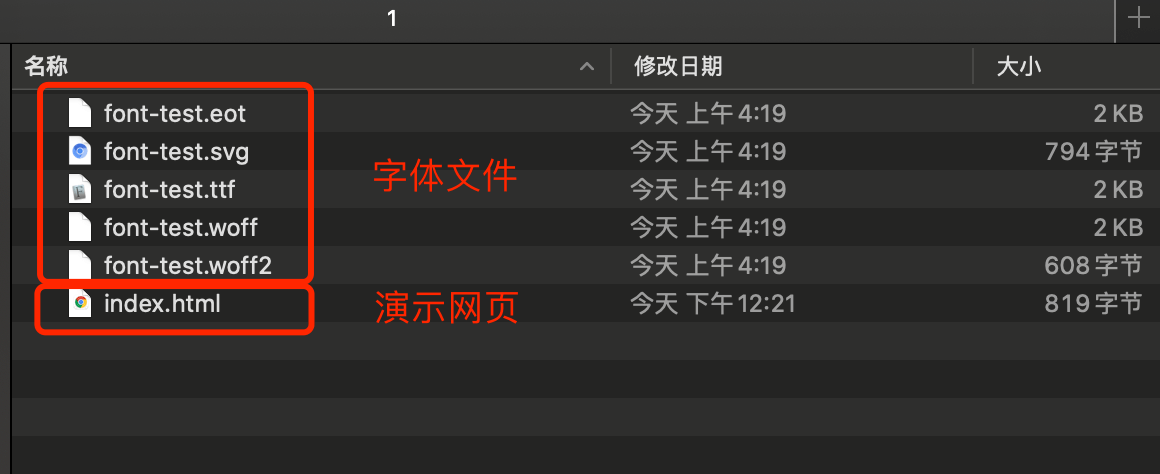 1
名称 修改日期 大小
font-test.eot 今天 上午 4:19 2 KB
font-test.svg 今天 上午 4:19 794 字节
字体文件
font-test.ttf 今天 上午 4:19 2 KB
font-test.woff 今天 上午 4:19 2 KB
font-test.woff2 今天 上午 4:19 608 字节
index.html 演示网页 今天 下午 12:21 819 字节